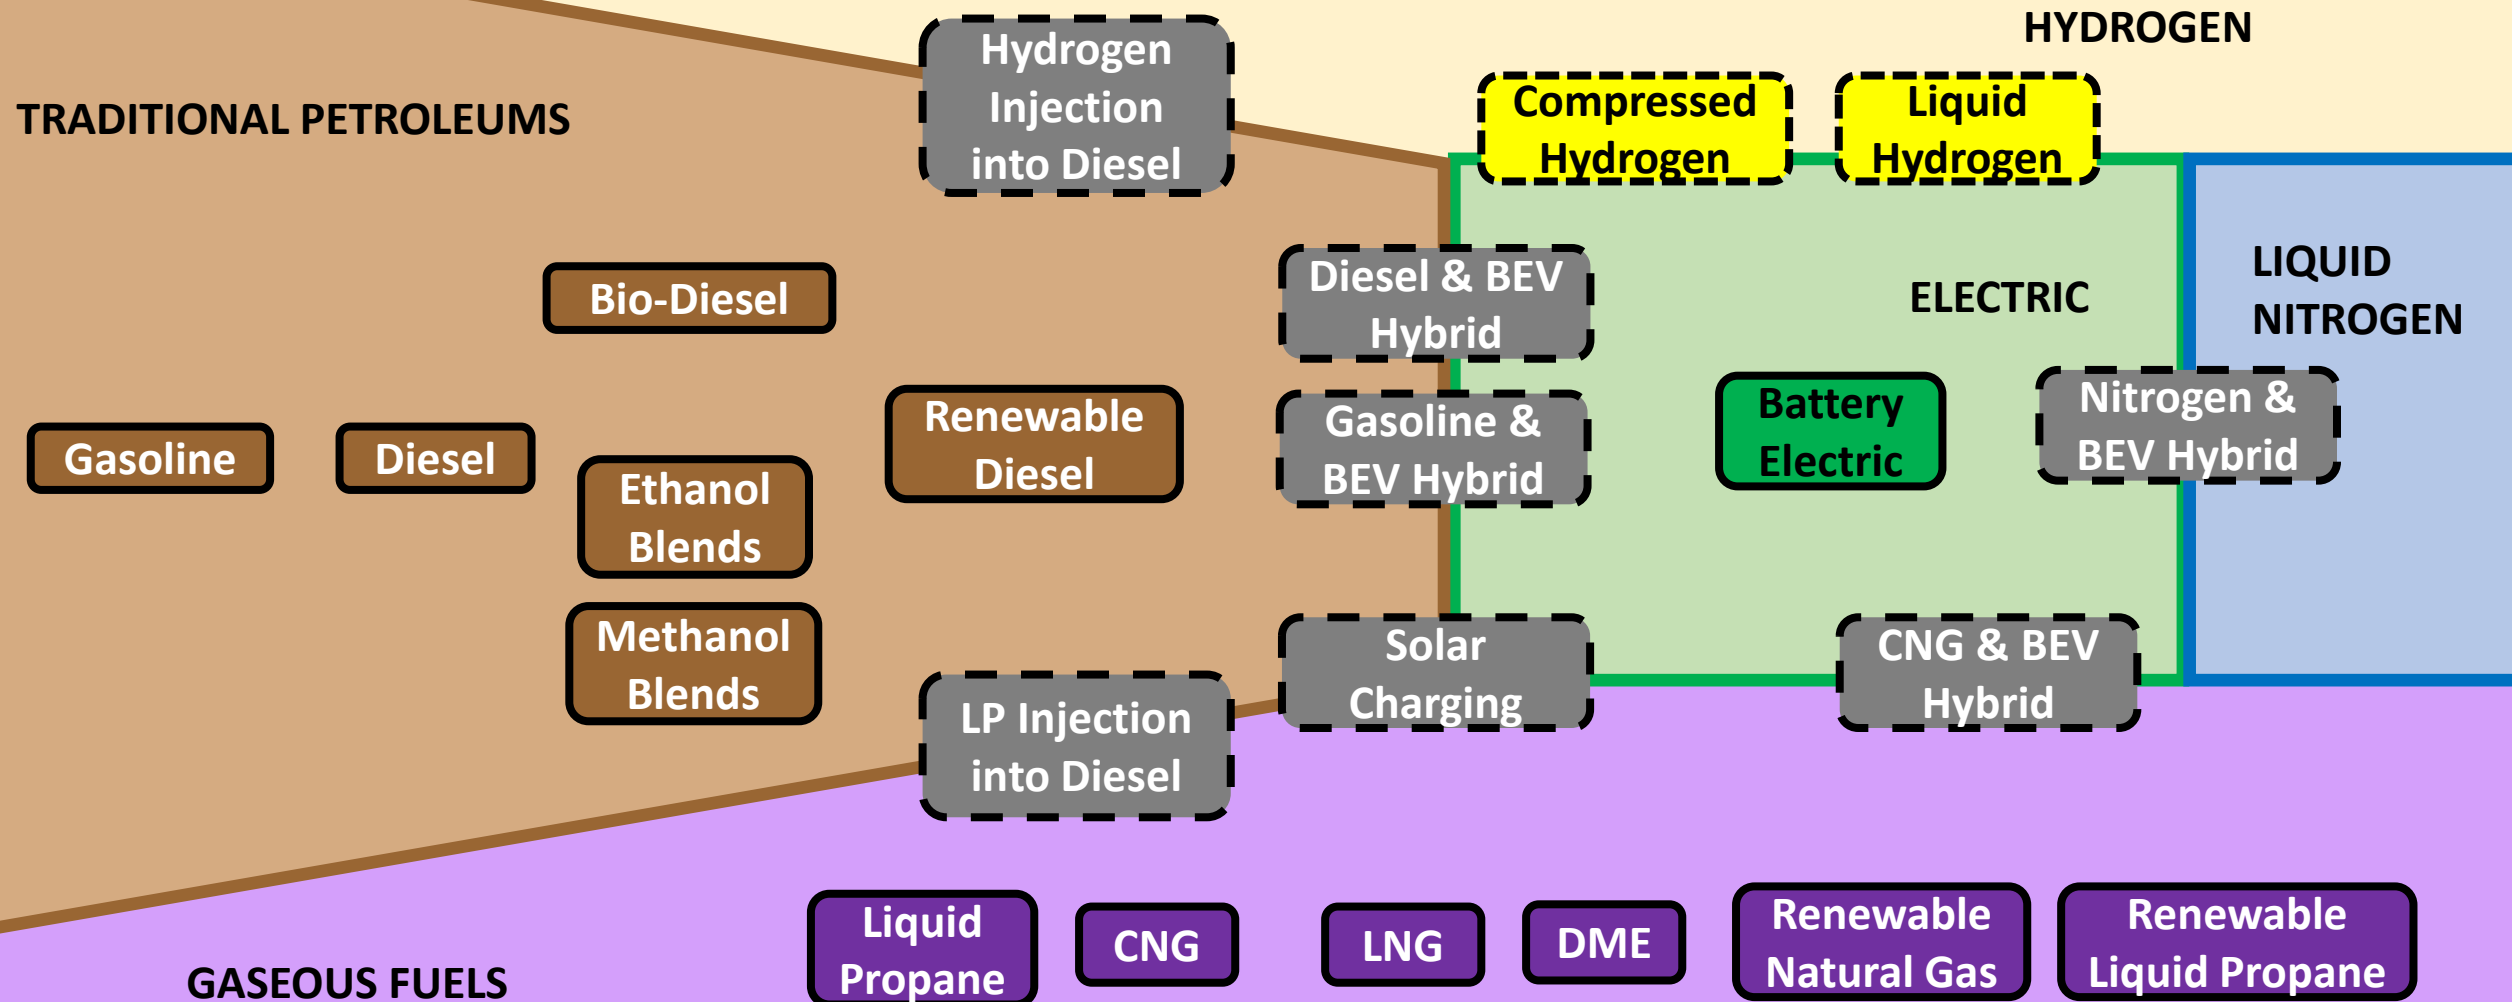 HYDROGEN
Hydrogen
Injection
into Diesel
Compressed
Hydrogen
Liquid
Hydrogen
TRADITIONAL PETROLEUMS
Bio-Diesel
Diesel & BEV
Hybrid
ELECTRIC
LIQUID
NITROGEN
Gasoline
Diesel
Ethanol
Blends
Renewable
Diesel
Gasoline &
BEV Hybrid
Battery
Electric
Nitrogen &
BEV Hybrid
Methanol
Blends
LP Injection
into Diesel
Solar
Charging
CNG & BEV
Hybrid
GASEOUS FUELS
Liquid
Propane
CNG
LNG
DME
Renewable
Natural Gas
Renewable
Liquid Propane